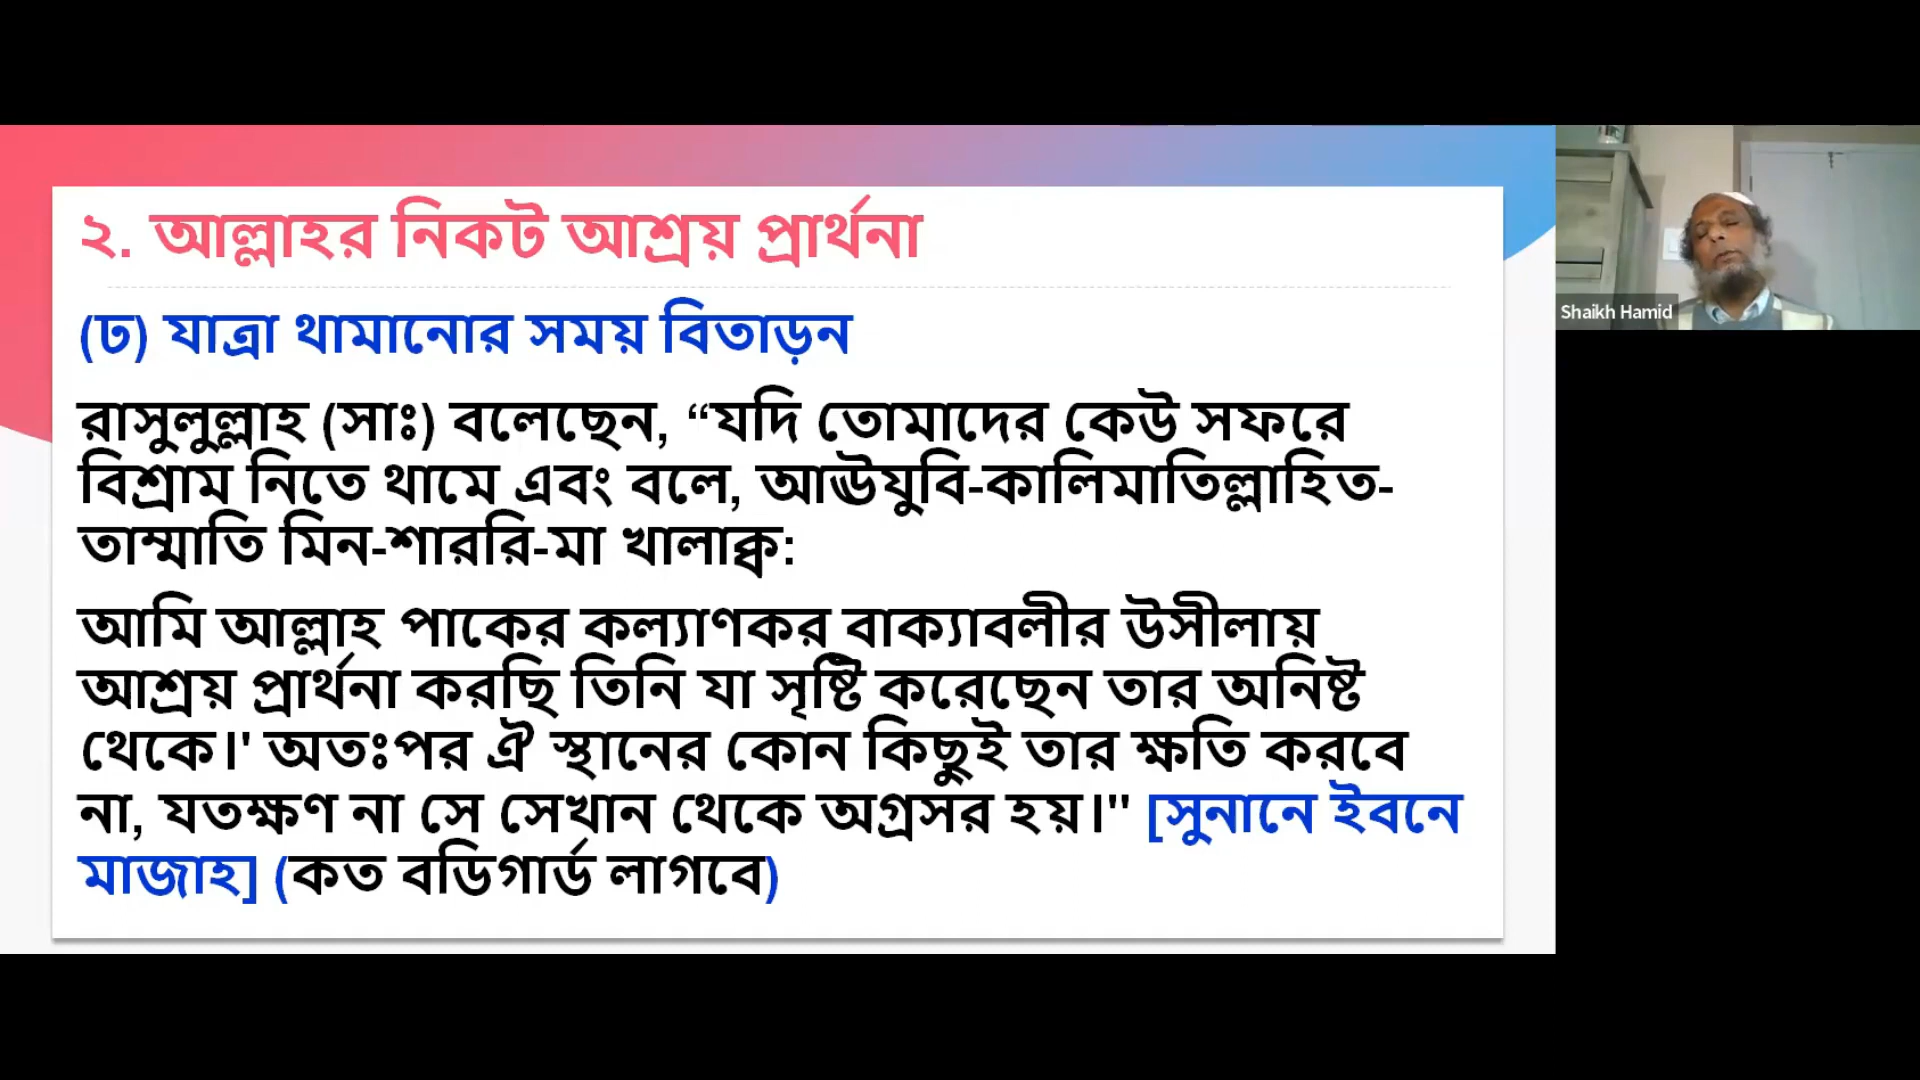 ২. আল্লাহর নিকট আশ্রয় প্রার্থনা
(ঢ) যাত্রা থামানোর সময় বিতাড়ন
রাসুলুল্লাহ (সাঃ) বলেছেন, “যদি তোমাদের কেউ সফরে
বিশ্রাম নিতে থামে এবং বলে, আঊযুবি-কালিমাতিল্লাহিত-
তাম্মাতি মিন-শাররি-মা খালাক্ব:
আমি আল্লাহ পাকের কল্যাণকর বাক্যাবলীর উসীলায়
আশ্রয় প্রার্থনা করছি তিনি যা সৃষ্টি করেছেন তার অনিষ্ট
থেকে।' অতঃপর ঐ স্থানের কোন কিছুই তার ক্ষতি করবে
না, যতক্ষণ না সে সেখান থেকে অগ্রসর হয়।" [সুনানে ইবনে
মাজাহ] (কত বডিগার্ড লাগবে)
Shaikh Hamid